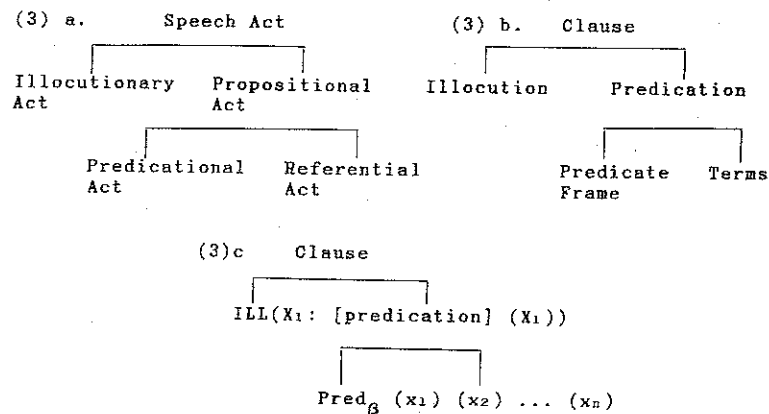 (3) a. Speech Act (3) b. Clause
Illocutionary Act Propositional Act Illocution Predication
Predicational Act Referential Act Predicate Frame Terms
(3)c Clause
ILL(X₁: [predication] (X₁))
Predᵦ (x₁) (x₂) ... (xₙ)